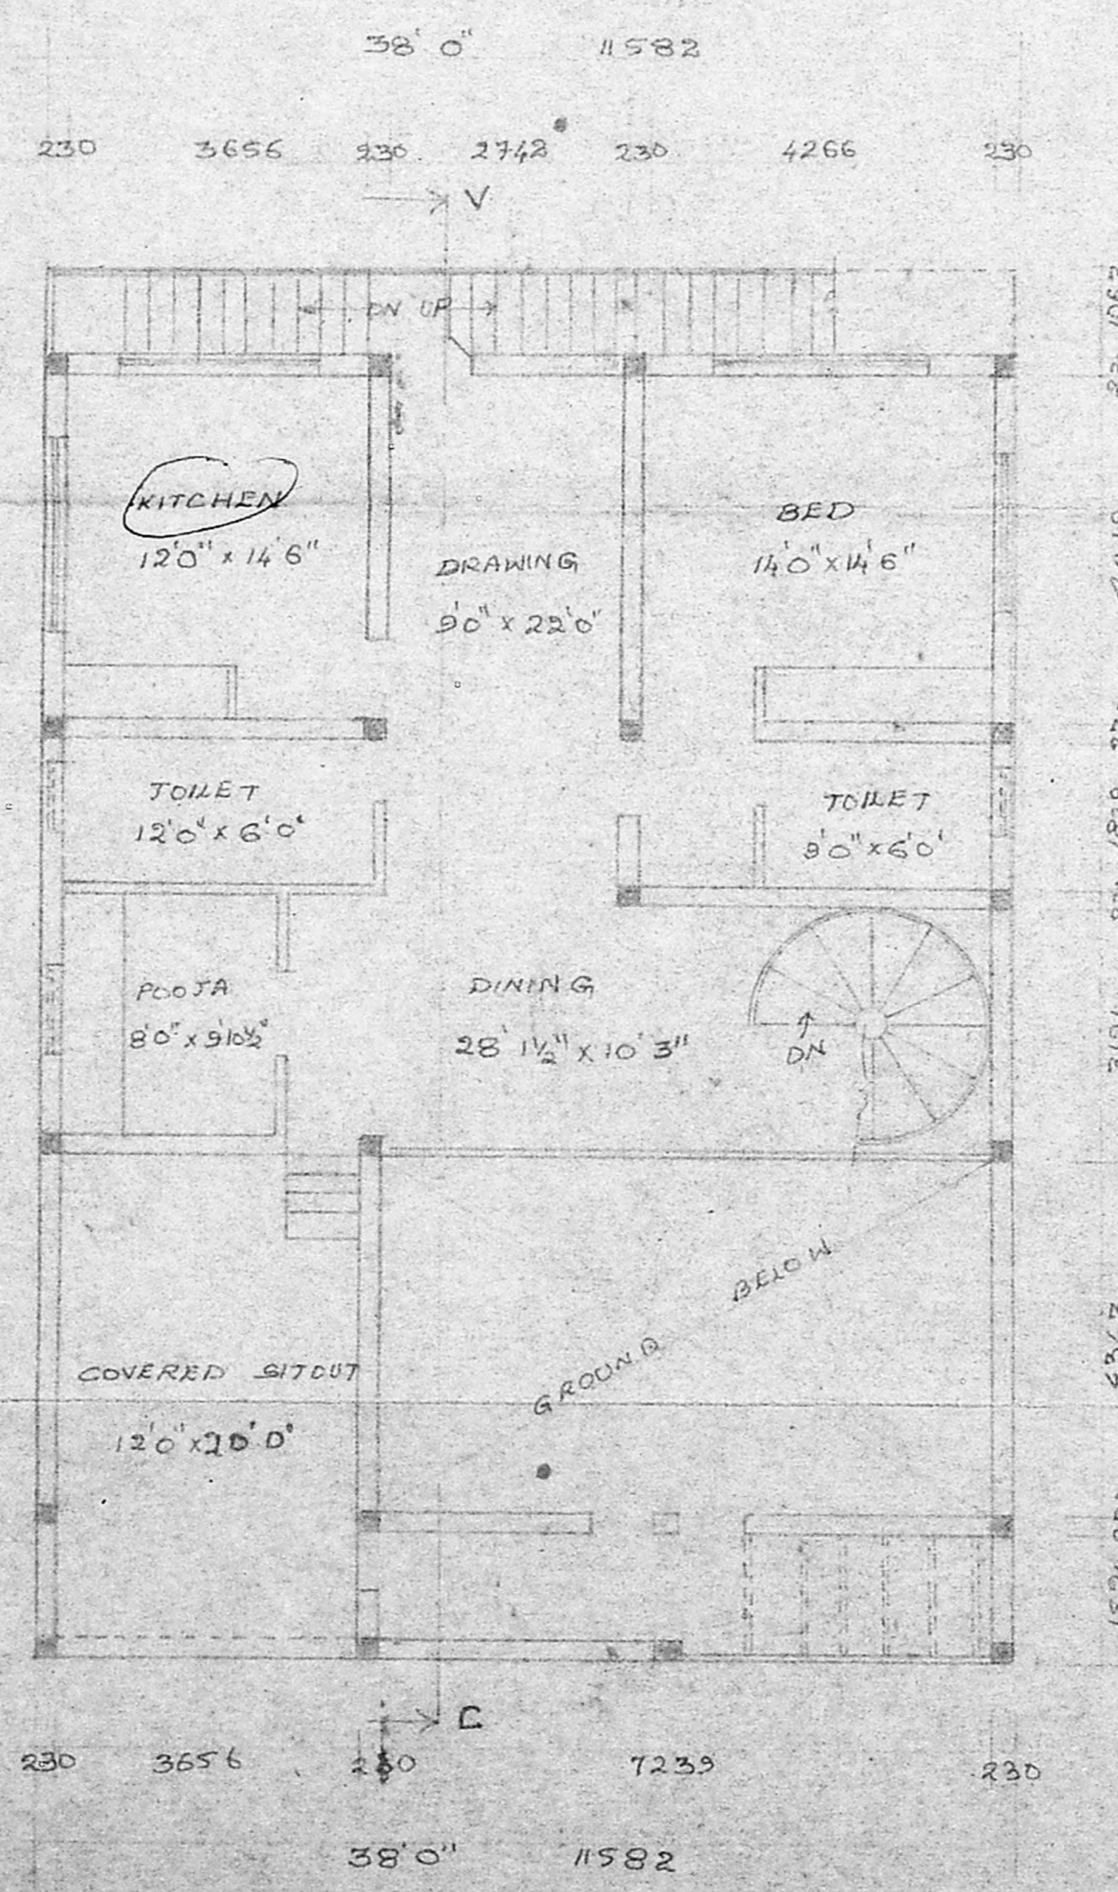 38' 0" 11582
230 3656 230 2742 230 4266 230
V
DN UP
KITCHEN
12'0" x 14'6"
BED
14'0" x 14'6"
DRAWING
9'0" x 22'0"
TOILET
12'0" x 6'0"
TOILET
9'0" x 6'0"
POOJA
8'0" x 9'10½"
DINING
28' 1½" x 10' 3"
DN
GROUND BELOW
COVERED SITOUT
12'0" x 20'0"
C
230 3656 230 7239 230
38'0" 11582